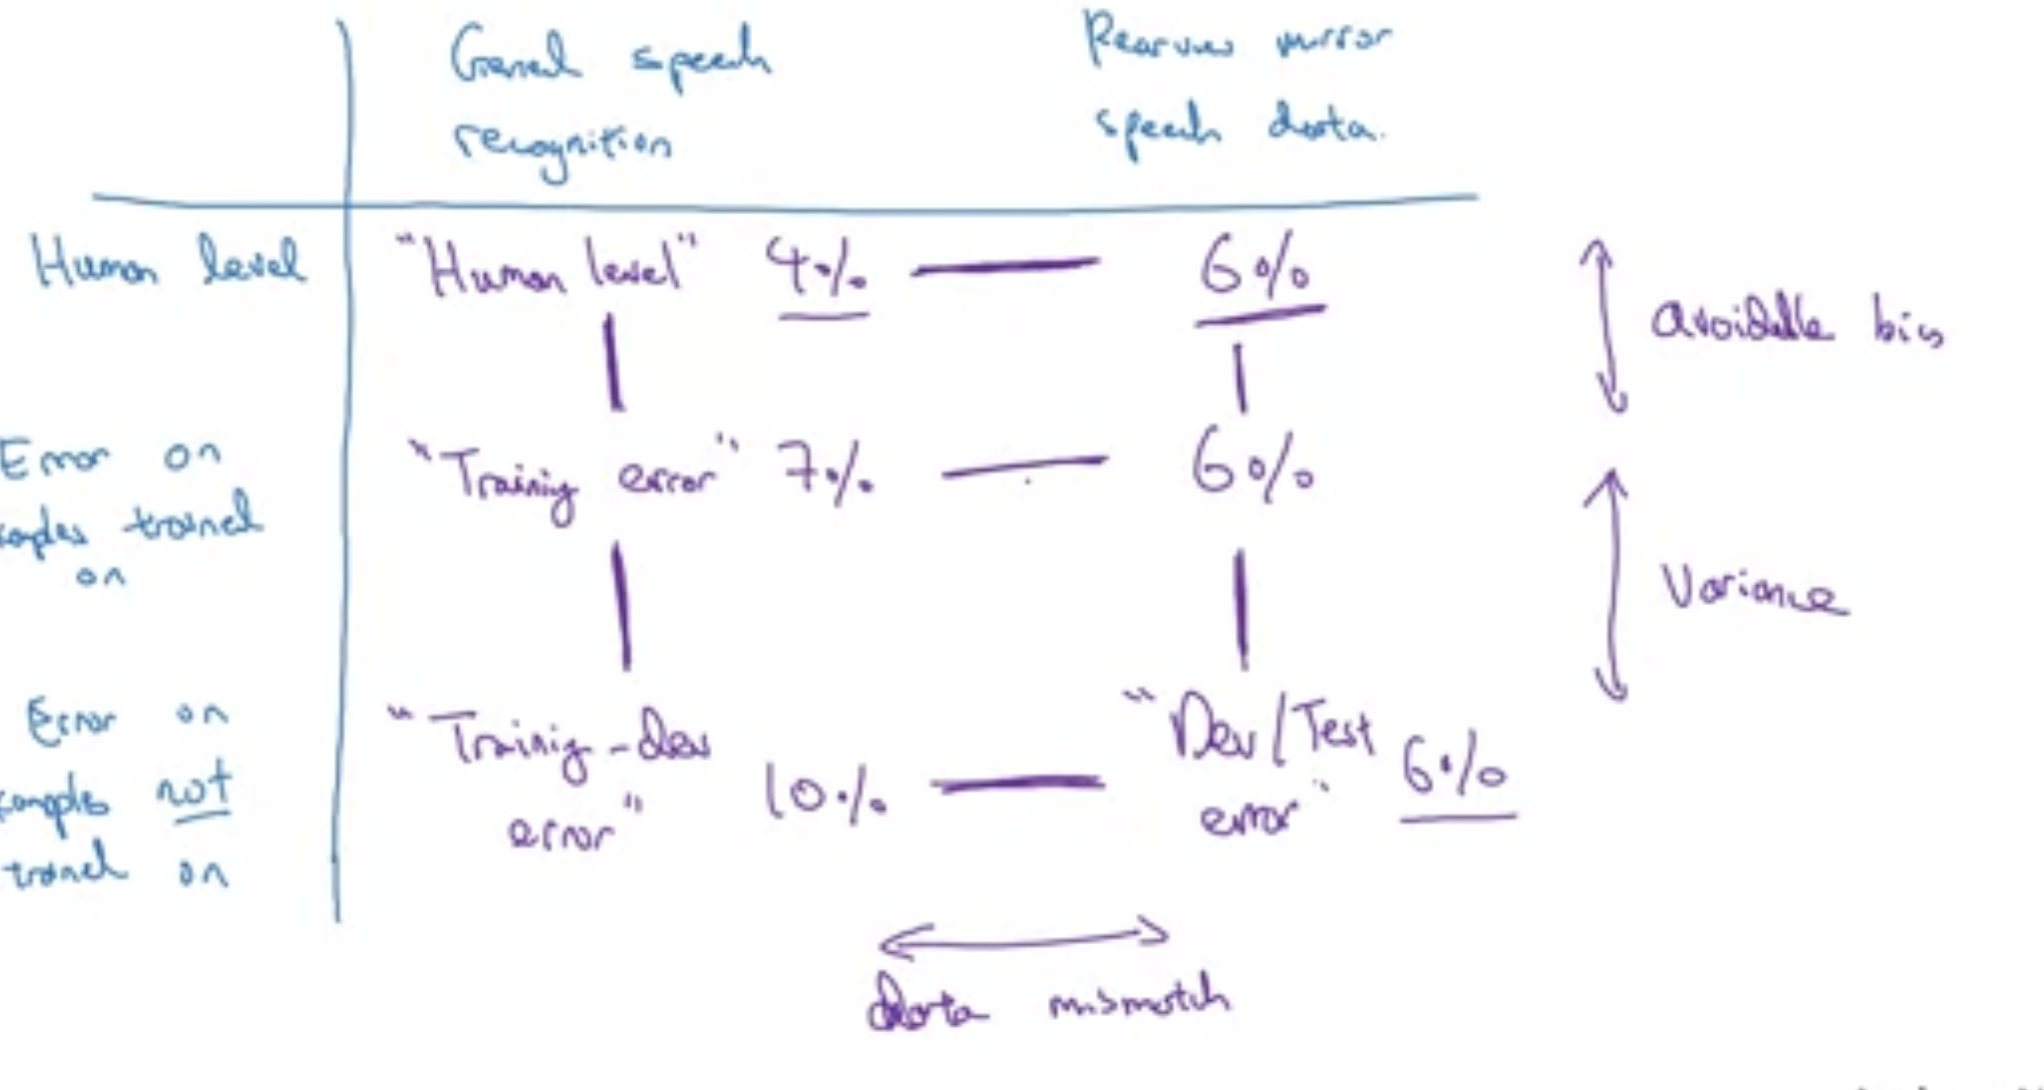 General speech
recognition
Rearview mirror
speech data.
Human level
"Human level" 4%
6%
avoidable bias
Error on
examples trained
on
"Training error" 7%
6%
Variance
Error on
examples not
trained on
"Training-dev
error" 10%
"Dev/Test
error" 6%
data mismatch